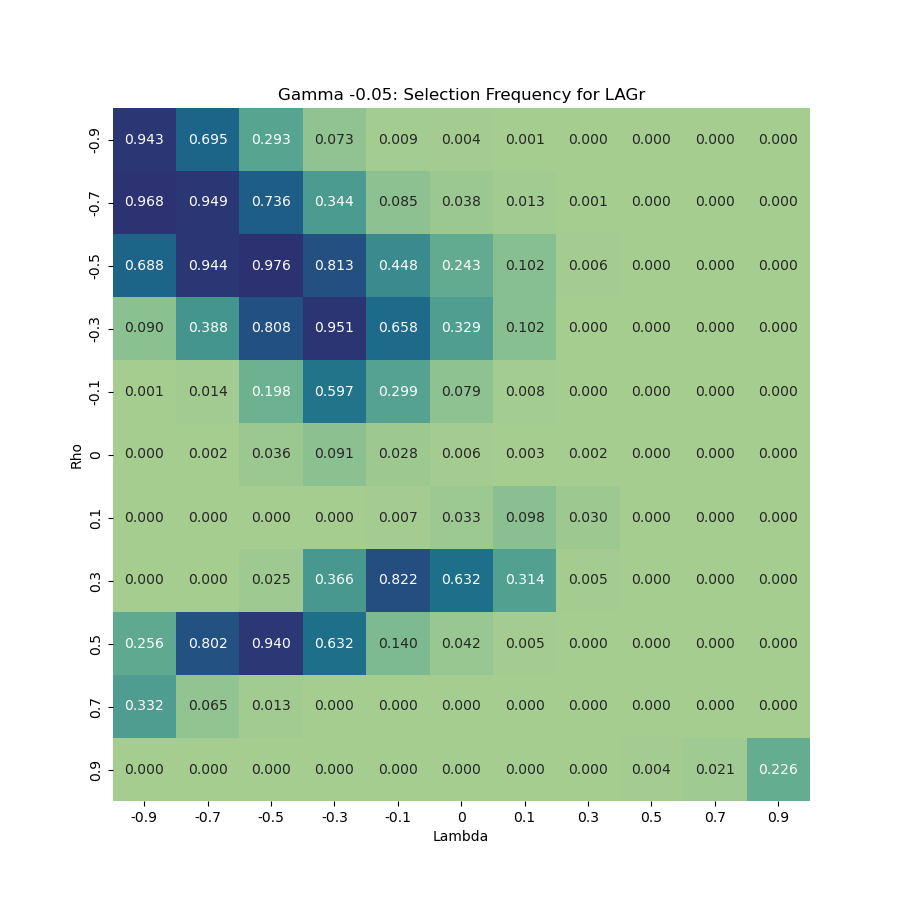 Gamma -0.05: Selection Frequency for LAGr
-0.9 0.943 0.695 0.293 0.073 0.009 0.004 0.001 0.000 0.000 0.000 0.000
-0.7 0.968 0.949 0.736 0.344 0.085 0.038 0.013 0.001 0.000 0.000 0.000
-0.5 0.688 0.944 0.976 0.813 0.448 0.243 0.102 0.006 0.000 0.000 0.000
-0.3 0.090 0.388 0.808 0.951 0.658 0.329 0.102 0.000 0.000 0.000 0.000
-0.1 0.001 0.014 0.198 0.597 0.299 0.079 0.008 0.000 0.000 0.000 0.000
Rho
0 0.000 0.002 0.036 0.091 0.028 0.006 0.003 0.002 0.000 0.000 0.000
0.1 0.000 0.000 0.000 0.000 0.007 0.033 0.098 0.030 0.000 0.000 0.000
0.3 0.000 0.000 0.025 0.366 0.822 0.632 0.314 0.005 0.000 0.000 0.000
0.5 0.256 0.802 0.940 0.632 0.140 0.042 0.005 0.000 0.000 0.000 0.000
0.7 0.332 0.065 0.013 0.000 0.000 0.000 0.000 0.000 0.000 0.000 0.000
0.9 0.000 0.000 0.000 0.000 0.000 0.000 0.000 0.000 0.004 0.021 0.226
-0.9 -0.7 -0.5 -0.3 -0.1 0 0.1 0.3 0.5 0.7 0.9
Lambda